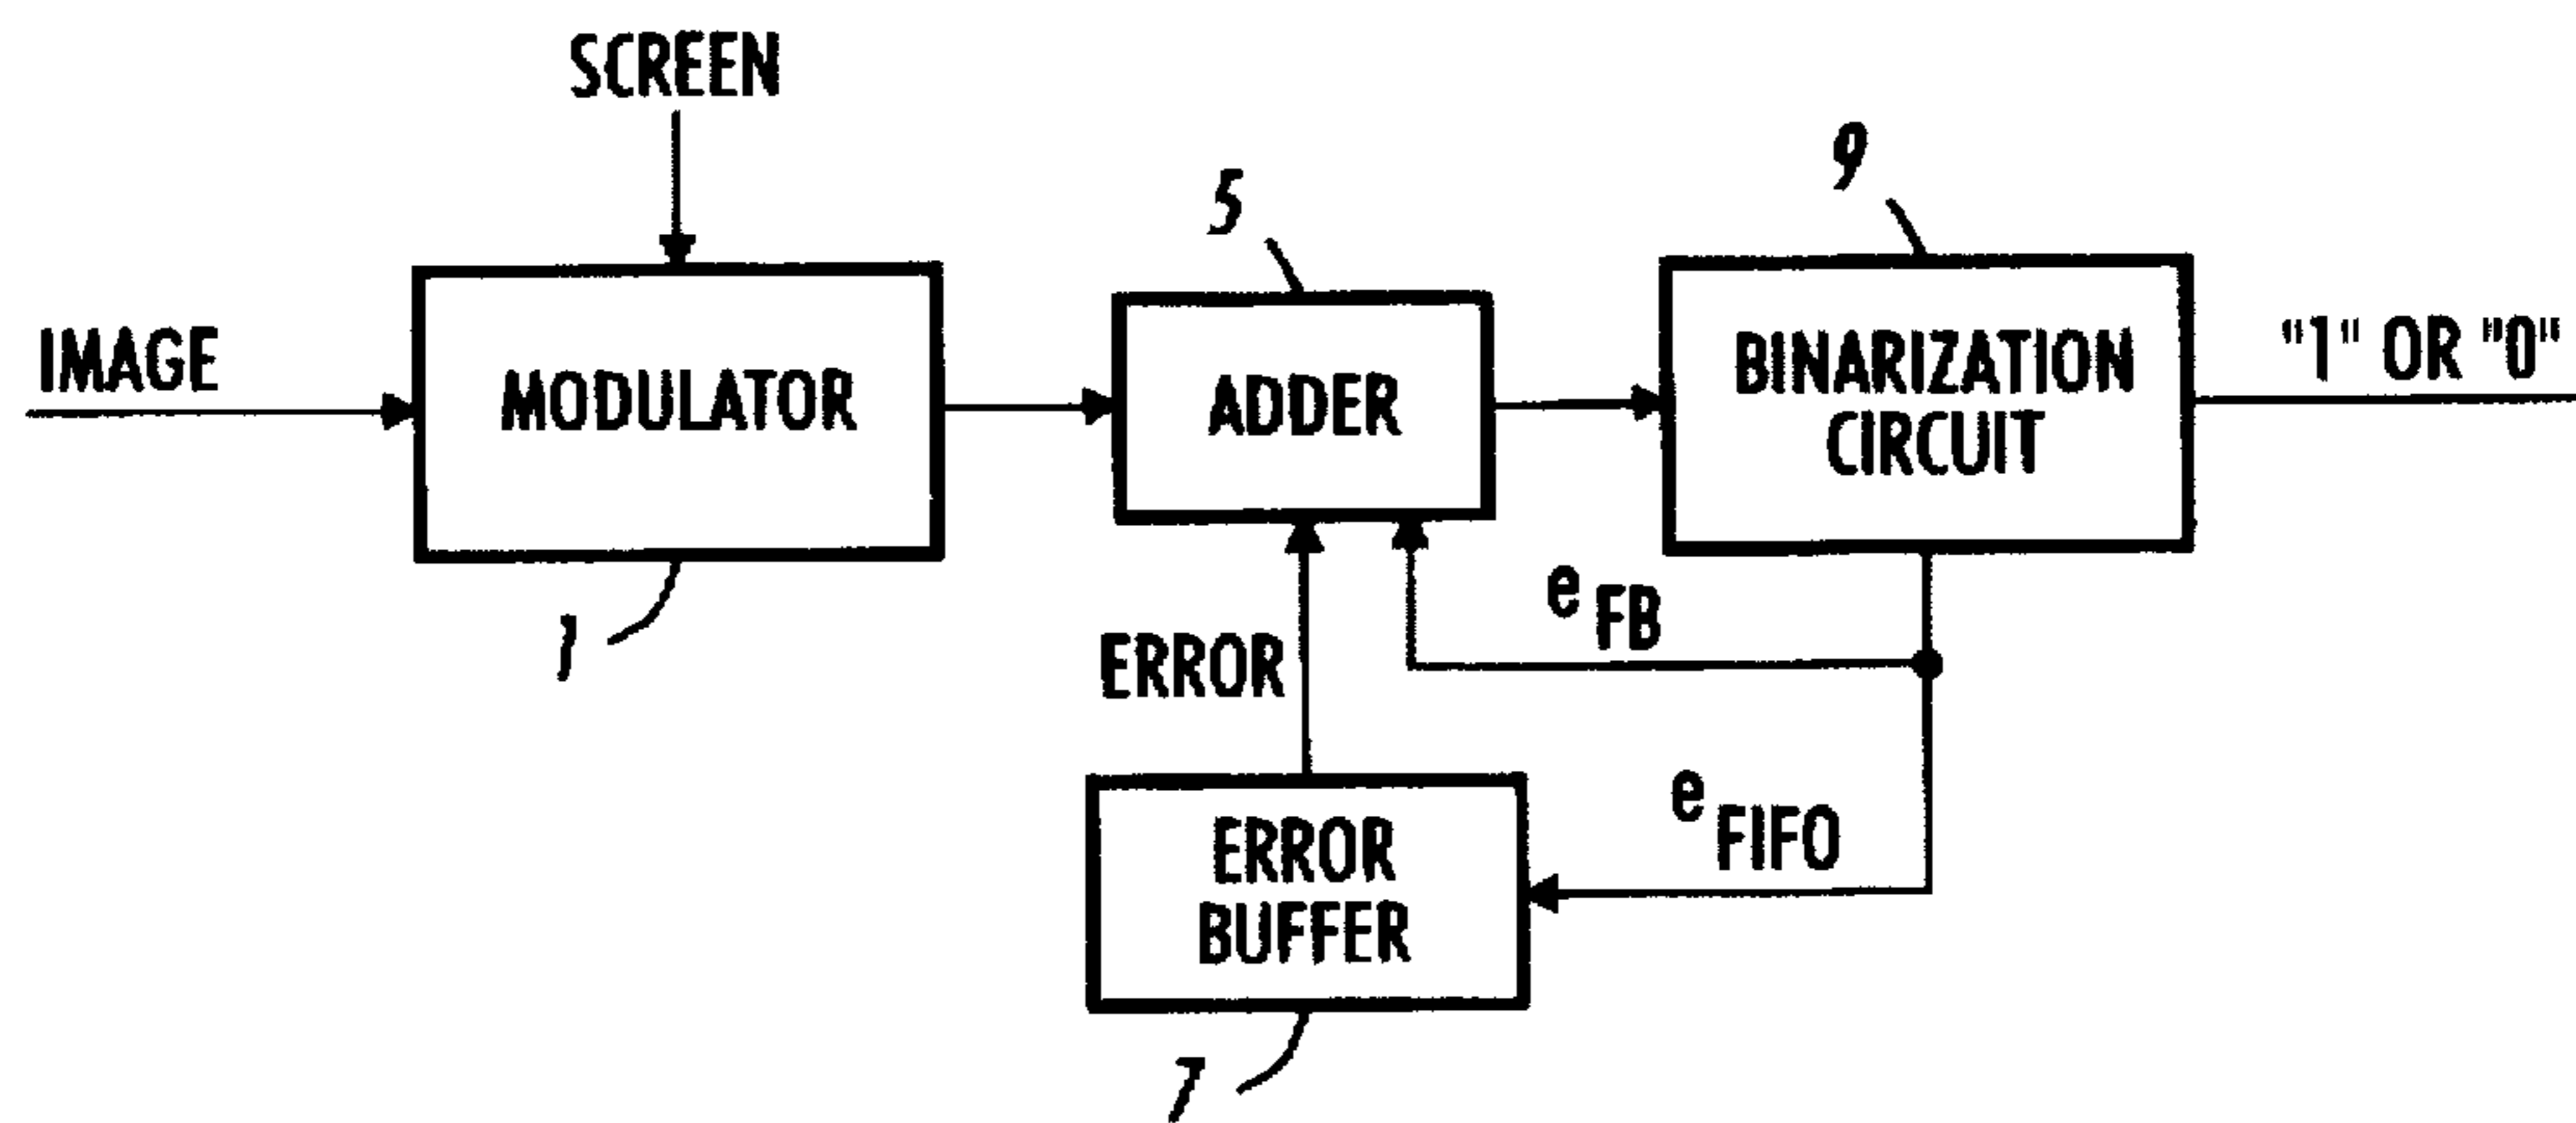 SCREEN
9
5
IMAGE
MODULATOR
ADDER
BINARIZATION
CIRCUIT
"1" OR "0"
1
ERROR
e FB
e FIFO
ERROR
BUFFER
7